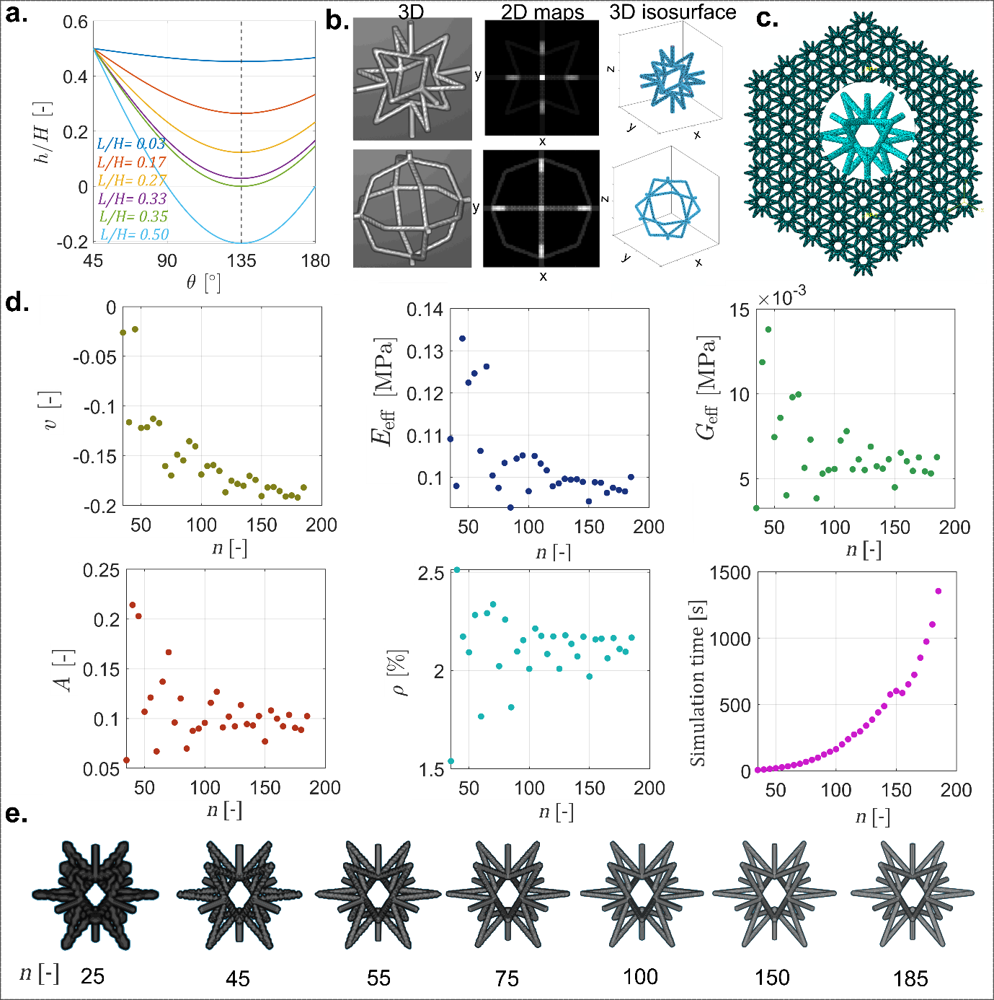 a.
0.6
0.4
0.2
0
-0.2
h/H [-]
L/H= 0.03
L/H= 0.17
L/H= 0.27
L/H= 0.33
L/H= 0.35
L/H= 0.50
45 90 135 180
θ [°]
b.
3D 2D maps 3D isosurface
y
x
z
y
x
y
x
z
y
x
c.
d.
0
-0.05
-0.1
-0.15
-0.2
v [-]
50 100 150 200
n [-]
0.14
0.13
0.12
0.11
0.1
Eeff [MPa]
50 100 150 200
n [-]
×10-3
15
10
5
Geff [MPa]
50 100 150 200
n [-]
0.25
0.2
0.15
0.1
0.05
A [-]
50 100 150 200
n [-]
2.5
2
1.5
ρ [%]
50 100 150 200
n [-]
1500
1000
500
0
Simulation time [s]
50 100 150 200
n [-]
e.
n [-] 25 45 55 75 100 150 185